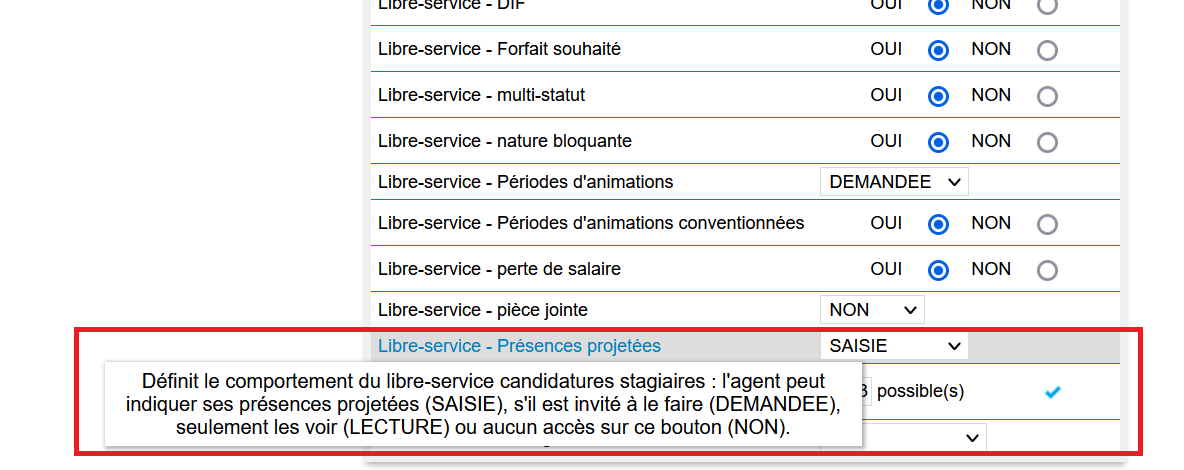 Libre-service - DIF OUI NON
Libre-service - Forfait souhaité OUI NON
Libre-service - multi-statut OUI NON
Libre-service - nature bloquante OUI NON
Libre-service - Périodes d'animations DEMANDEE
Libre-service - Périodes d'animations conventionnées OUI NON
Libre-service - perte de salaire OUI NON
Libre-service - pièce jointe NON
Libre-service - Présences projetées SAISIE
Définit le comportement du libre-service candidatures stagiaires : l'agent peut
indiquer ses présences projetées (SAISIE), s'il est invité à le faire (DEMANDEE),
seulement les voir (LECTURE) ou aucun accès sur ce bouton (NON).
possible(s)